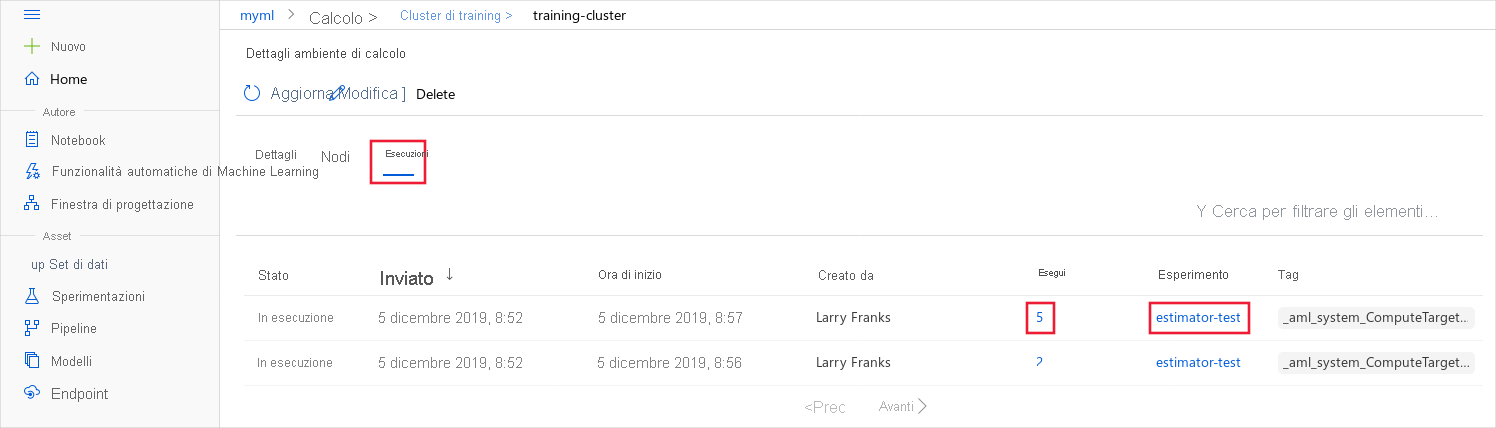 myml > Calcolo > Cluster di training > training-cluster
Nuovo
Home
Autore
Notebook
Funzionalità automatiche di Machine Learning
Finestra di progettazione
Asset
up Set di dati
Sperimentazioni
Pipeline
Modelli
Endpoint
Dettagli ambiente di calcolo
Aggiorna Modifica ] Delete
Dettagli Nodi Esecuzioni
Y Cerca per filtrare gli elementi...
Stato Inviato ↓ Ora di inizio Creato da Esegui Esperimento Tag
In esecuzione 5 dicembre 2019, 8:52 5 dicembre 2019, 8:57 Larry Franks 5 estimator-test _aml_system_ComputeTarget...
In esecuzione 5 dicembre 2019, 8:52 5 dicembre 2019, 8:56 Larry Franks estimator-test _aml_system_ComputeTarget...
<Prec Avanti >